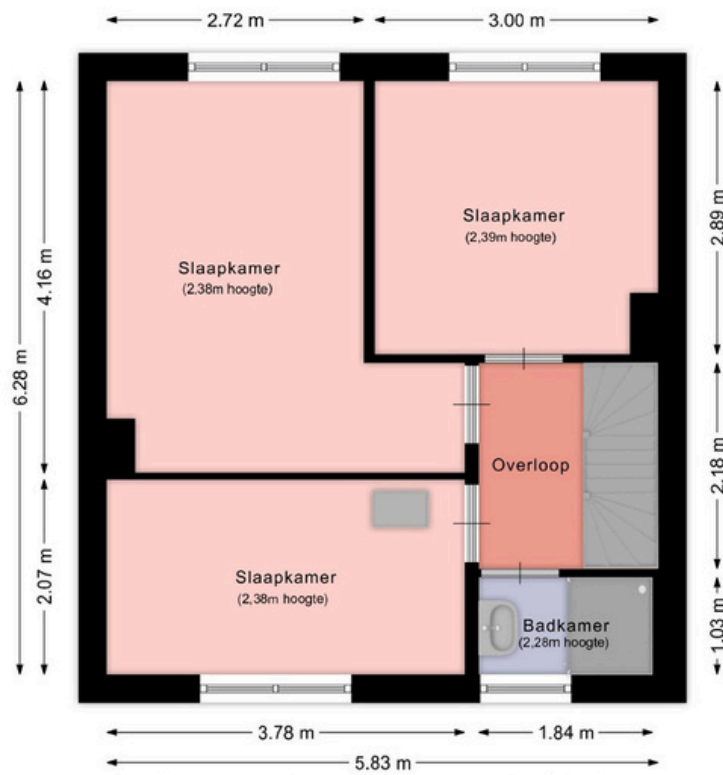 2.72 m
3.00 m
Slaapkamer
(2,39m hoogte)
Slaapkamer
(2.38m hoogte)
4.16 m
6.28 m
2.89 m
Overloop
2.18 m
Slaapkamer
(2,38m hoogte)
2.07 m
Badkamer
(2,28m hoogte)
1.03 m
3.78 m
1.84 m
5.83 m